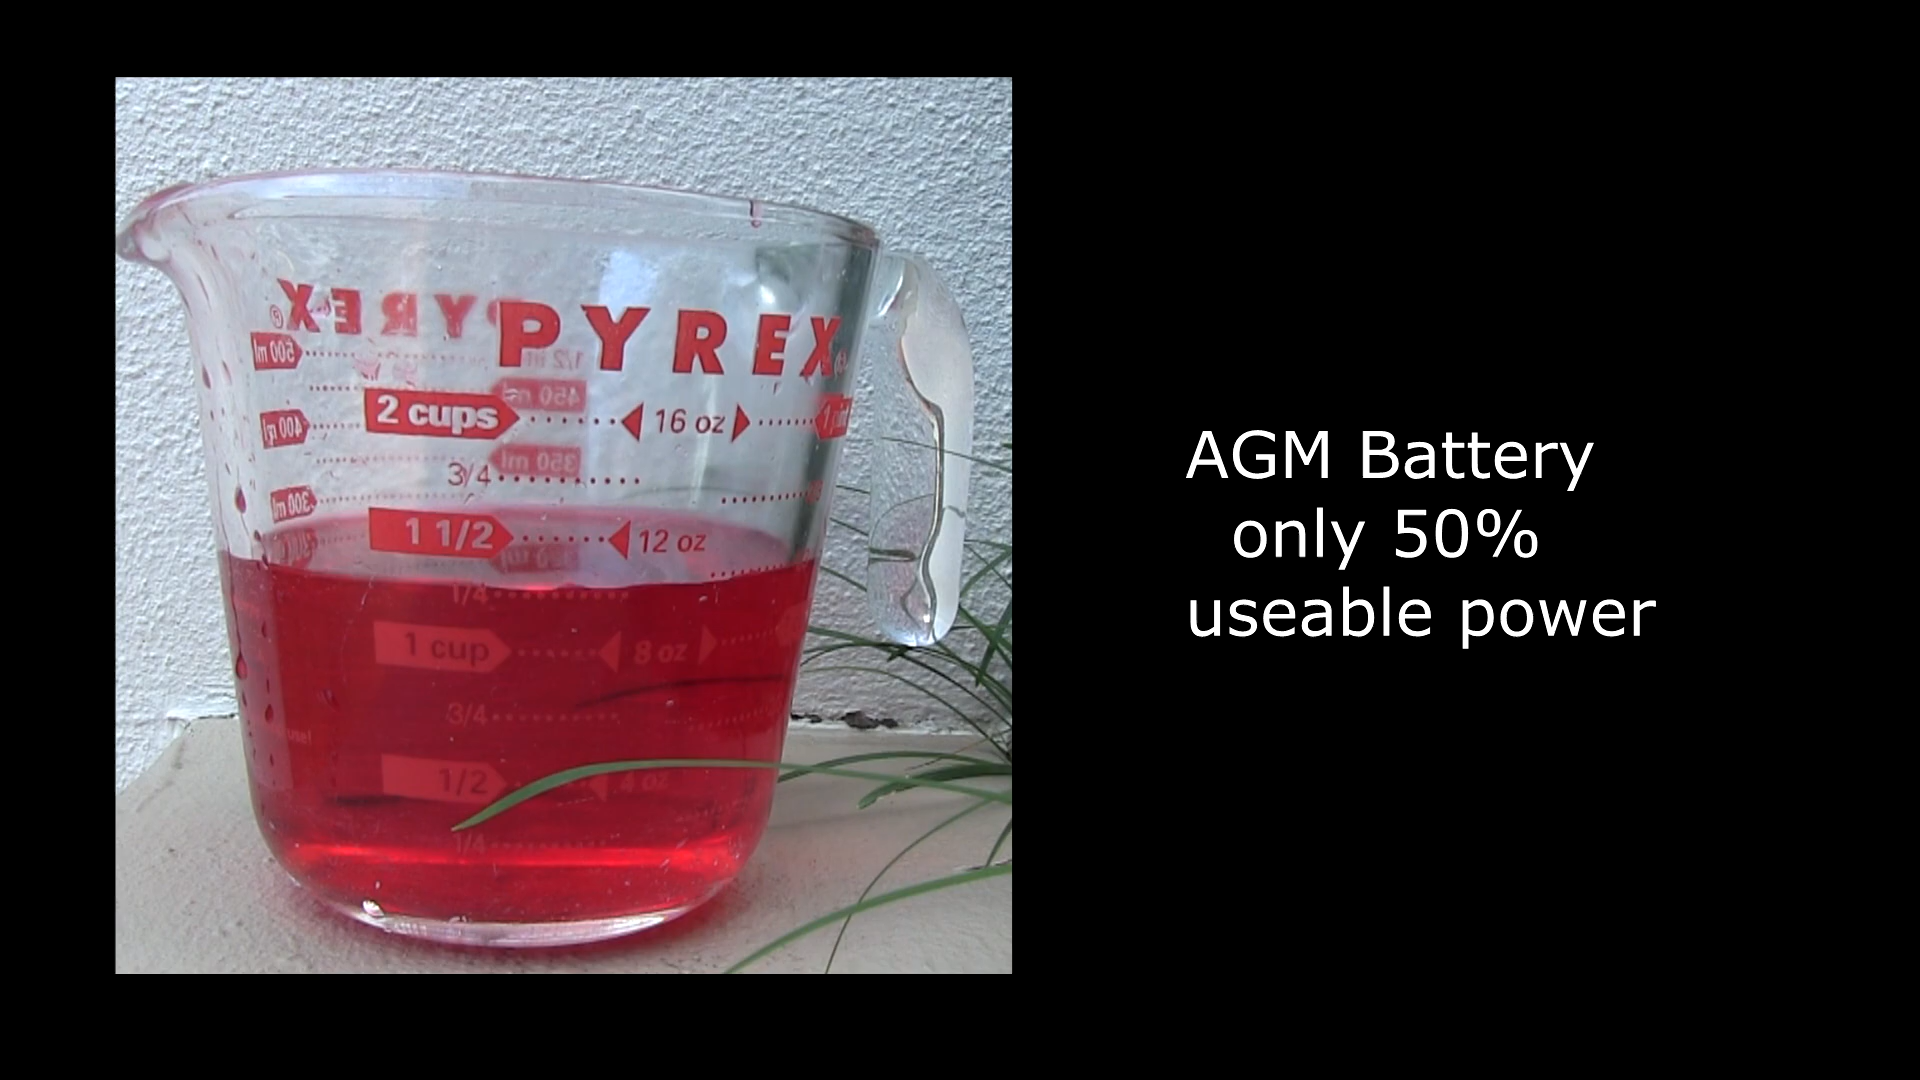 PYREX
500 ml
450 ml
2 cups 16 oz
400 ml
350 ml
3/4
300 ml
1 1/2 12 oz
1/4
1 cup 8 oz
3/4
1/2 4 oz
1/4
AGM Battery
only 50%
useable power